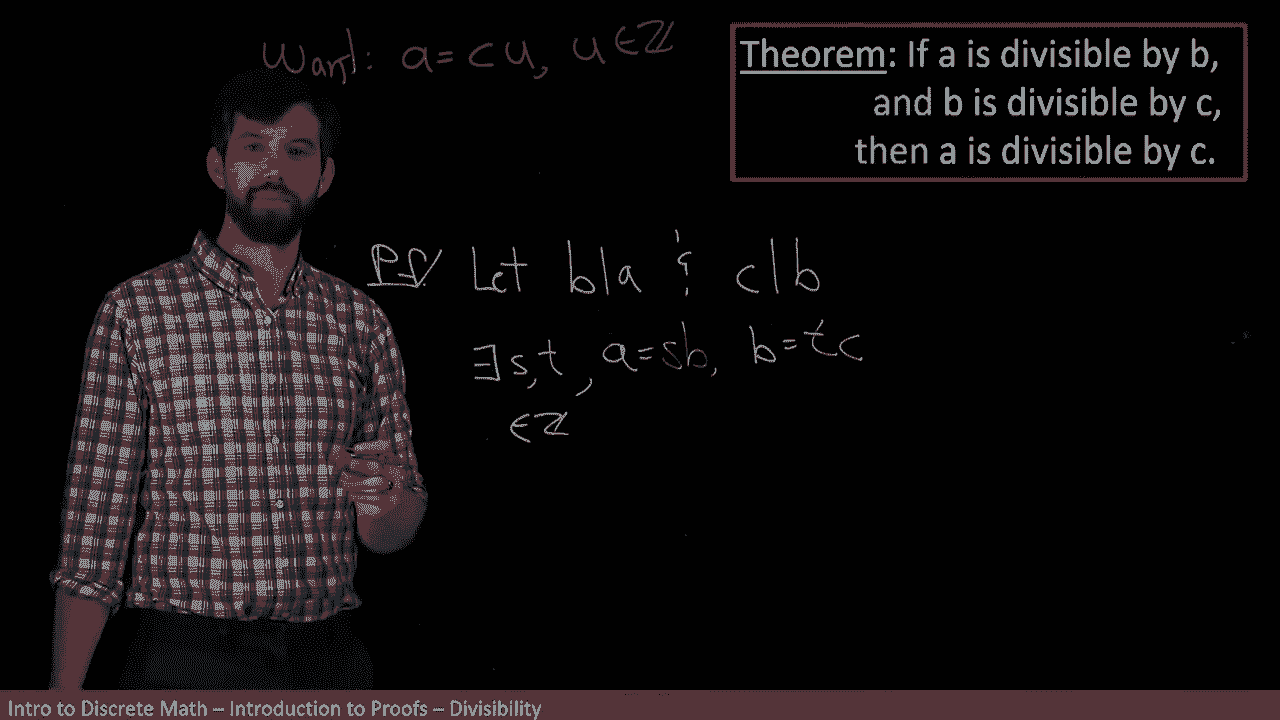 Want: a = cu, u ∈ ℤ
Theorem: If a is divisible by b,
and b is divisible by c,
then a is divisible by c.
Pf/ Let b|a & c|b
∃ s,t, a=sb, b=tc
∈ℤ
Intro to Discrete Math – Introduction to Proofs – Divisibility